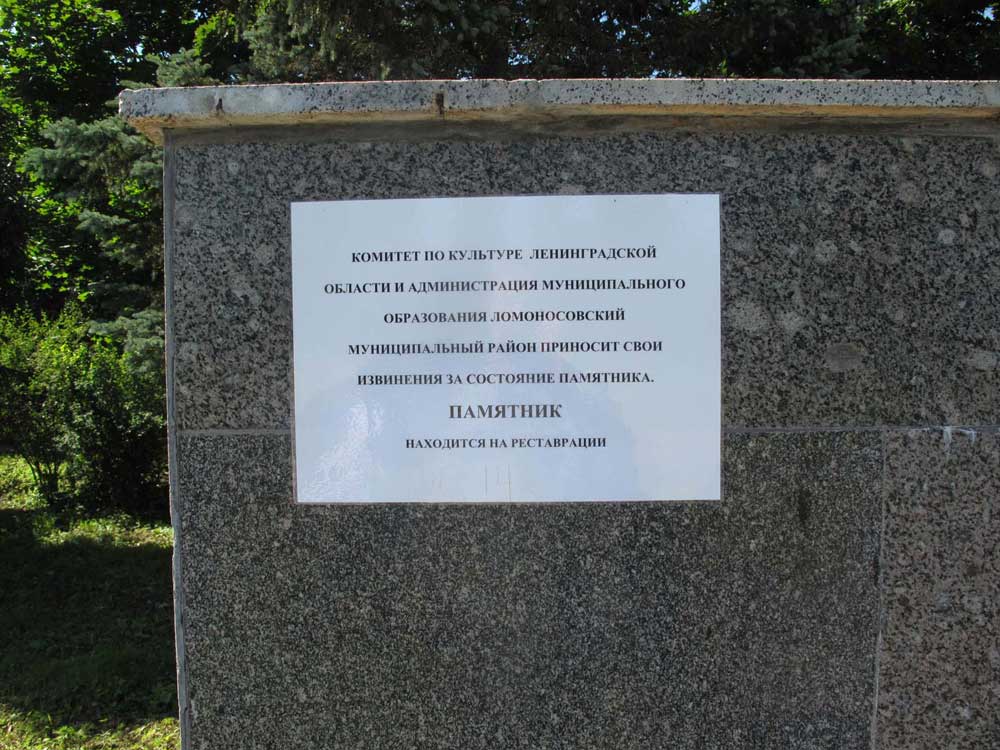 КОМИТЕТ ПО КУЛЬТУРЕ ЛЕНИНГРАДСКОЙ
ОБЛАСТИ И АДМИНИСТРАЦИЯ МУНИЦИПАЛЬНОГО
ОБРАЗОВАНИЯ ЛОМОНОСОВСКИЙ
МУНИЦИПАЛЬНЫЙ РАЙОН ПРИНОСИТ СВОИ
ИЗВИНЕНИЯ ЗА СОСТОЯНИЕ ПАМЯТНИКА.
ПАМЯТНИК
НАХОДИТСЯ НА РЕСТАВРАЦИИ